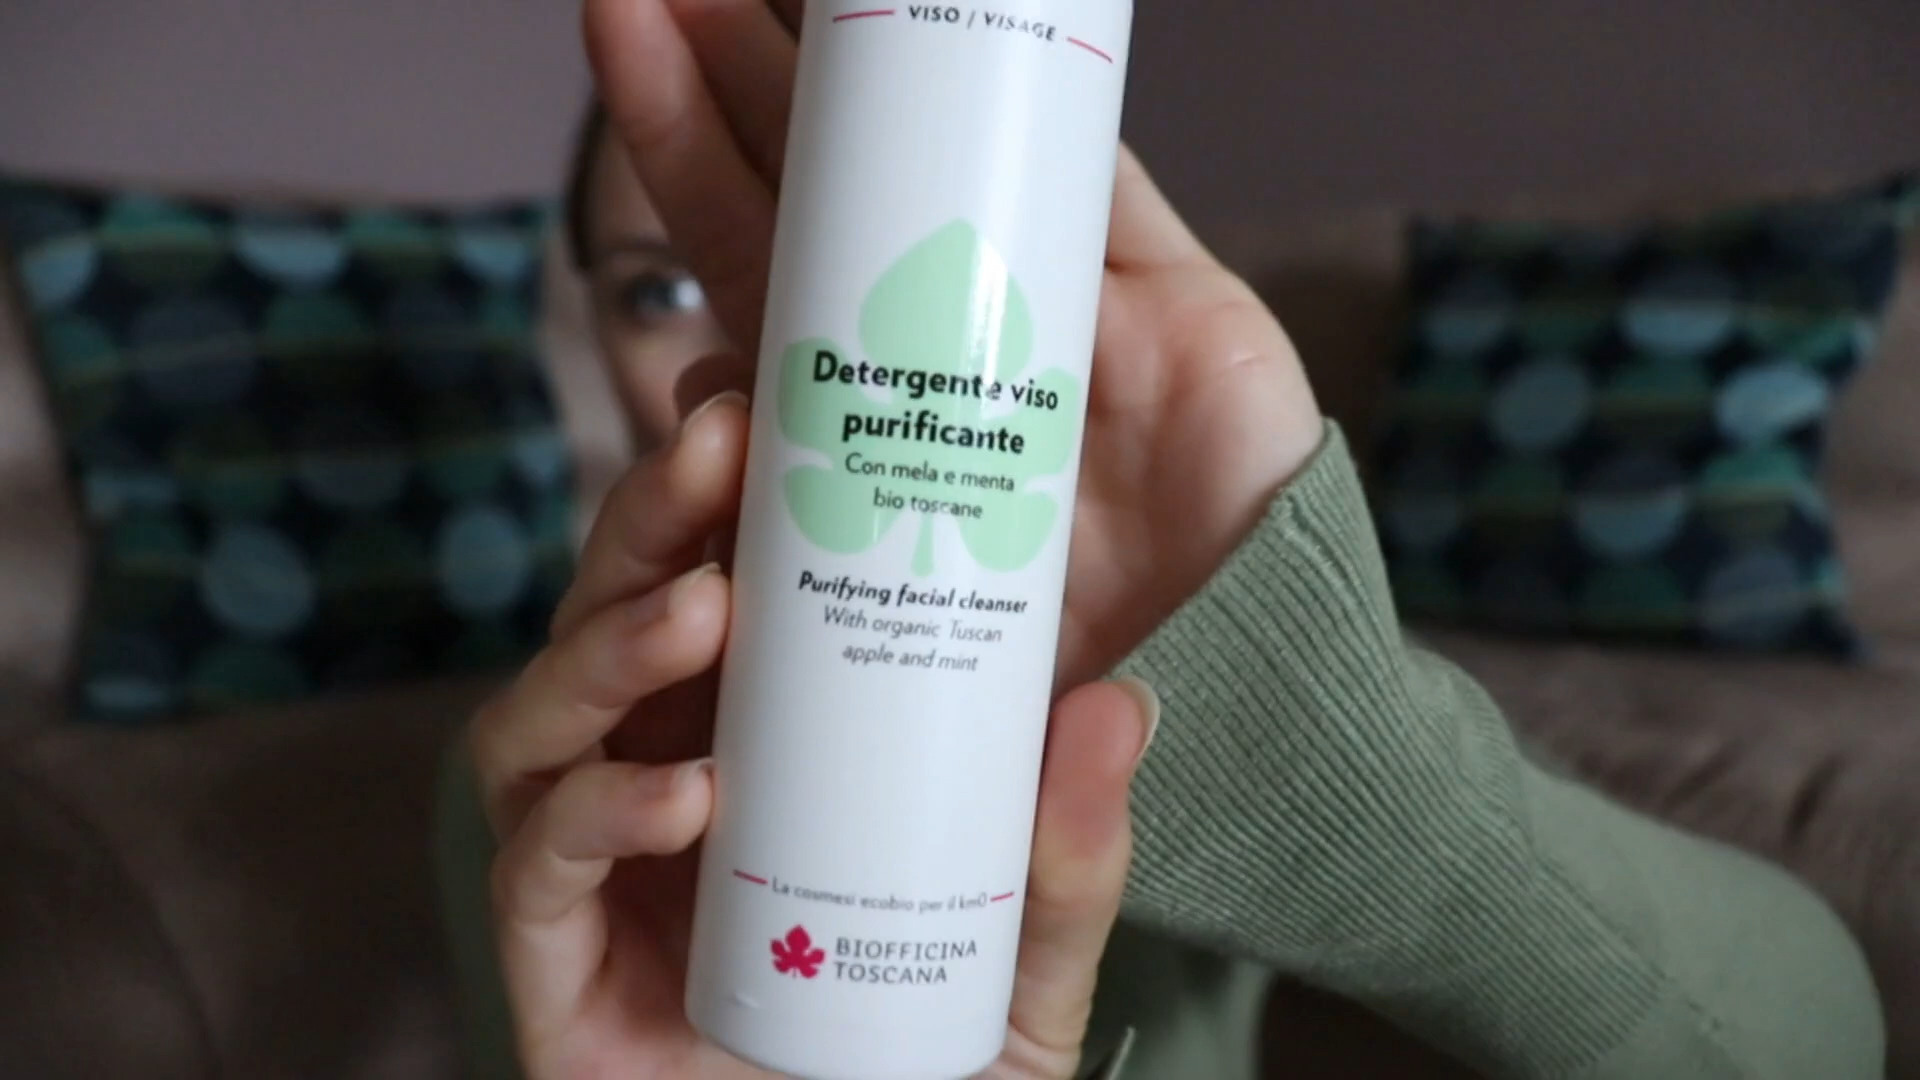 VISO / VISAGE
Detergente viso
purificante
Con mela e menta
bio toscane
Purifying facial cleanser
With organic Tuscan
apple and mint
La cosmesi ecobio per il km0
BIOFFICINA
TOSCANA